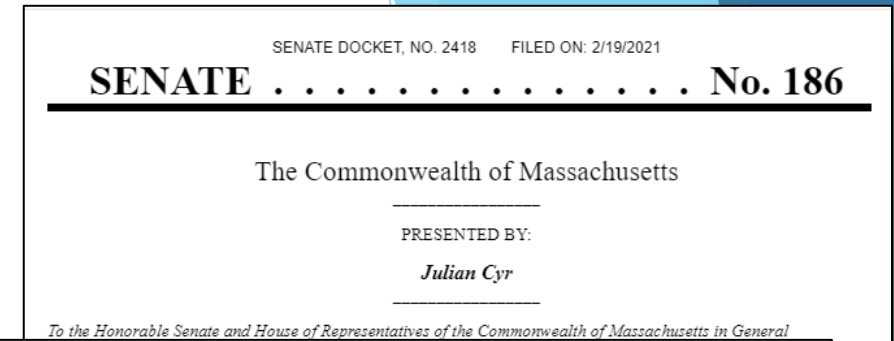 SENATE DOCKET, NO. 2418 FILED ON: 2/19/2021
SENATE . . . . . . . . . . . . . . No. 186
The Commonwealth of Massachusetts
PRESENTED BY:
Julian Cyr
To the Honorable Senate and House of Representatives of the Commonwealth of Massachusetts in General